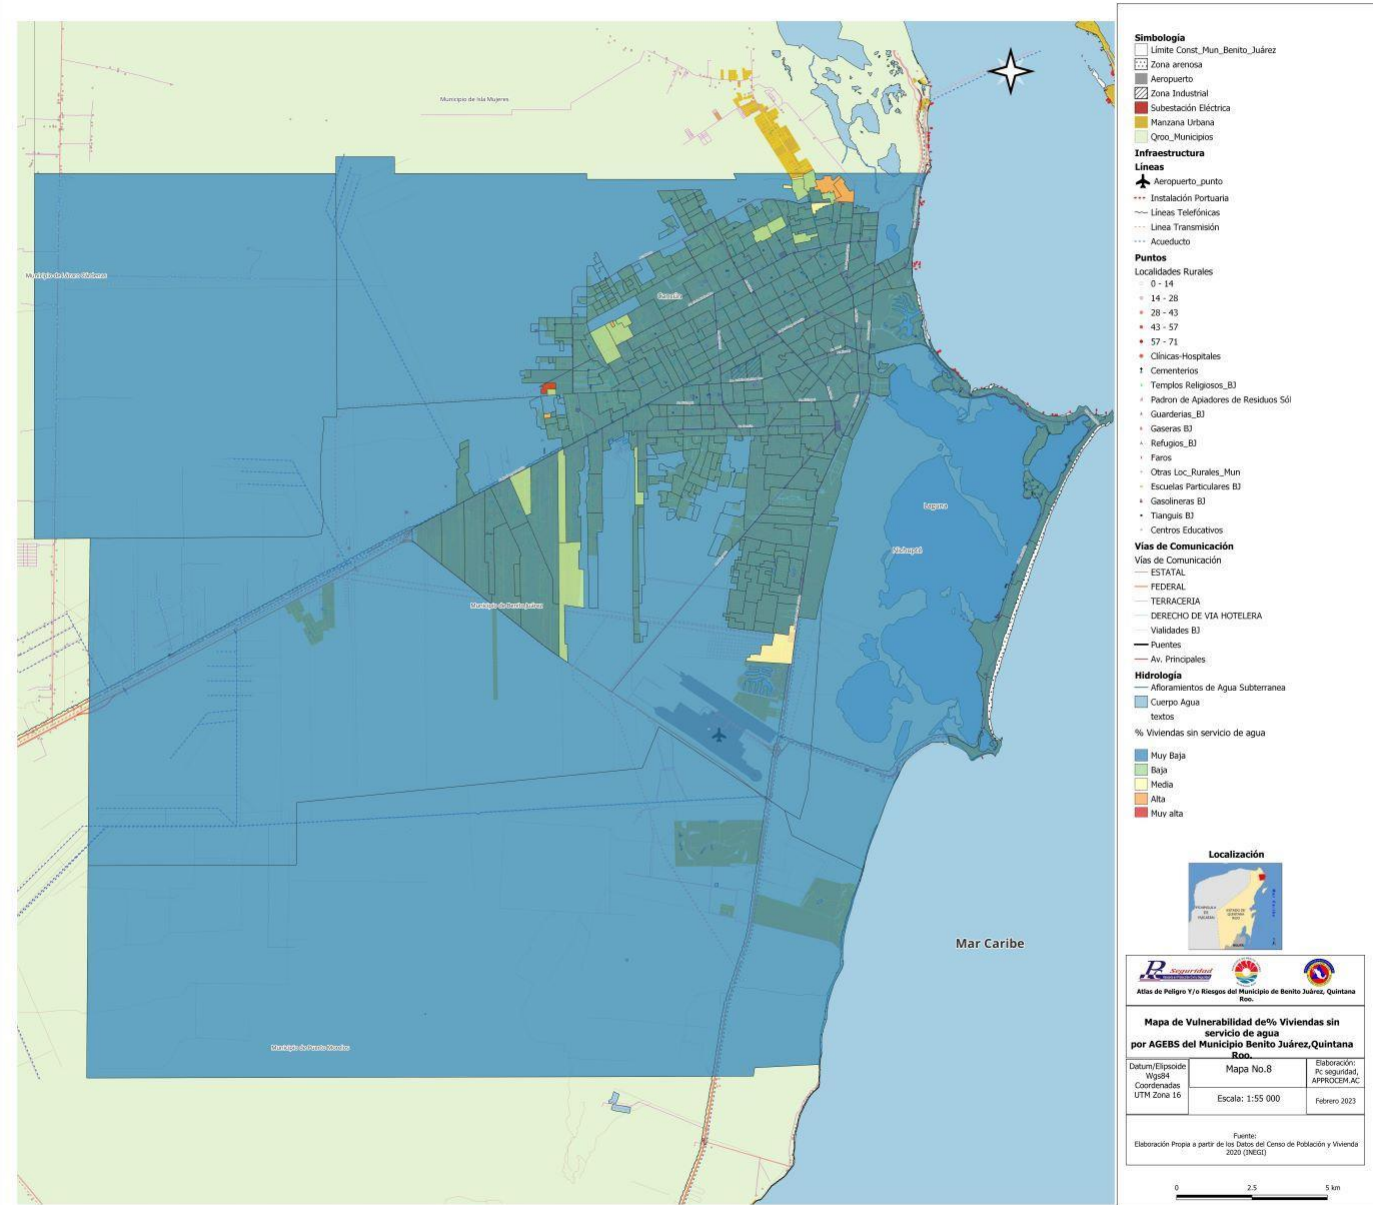 Municipio de Isla Mujeres
Municipio de Lázaro Cárdenas
Cancún
Laguna
Nichupté
Municipio de Benito Juárez
Mar Caribe
Municipio de Puerto Morelos
Simbología
Límite Const_Mun_Benito_Juárez
Zona arenosa
Aeropuerto
Zona Industrial
Subestación Eléctrica
Manzana Urbana
Qroo_Municipios
Infraestructura
Líneas
Aeropuerto_punto
Instalación Portuaria
Líneas Telefónicas
Linea Transmisión
Acueducto
Puntos
Localidades Rurales
0 - 14
14 - 28
28 - 43
43 - 57
57 - 71
Clínicas-Hospitales
Cementerios
Templos Religiosos_BJ
Padron de Apiadores de Residuos Sól
Guarderias_BJ
Gaseras BJ
Refugios_BJ
Faros
Otras Loc_Rurales_Mun
Escuelas Particulares BJ
Gasolineras BJ
Tianguis BJ
Centros Educativos
Vías de Comunicación
Vías de Comunicación
ESTATAL
FEDERAL
TERRACERIA
DERECHO DE VIA HOTELERA
Vialidades BJ
Puentes
Av. Principales
Hidrología
Afloramientos de Agua Subterranea
Cuerpo Agua
textos
% Viviendas sin servicio de agua
Muy Baja
Baja
Media
Alta
Muy alta
Localización
Pc Seguridad
Atlas de Peligro Y/o Riesgos del Municipio de Benito Juárez, Quintana
Roo.
Mapa de Vulnerabilidad de% Viviendas sin
servicio de agua
por AGEBS del Municipio Benito Juárez,Quintana
Roo.
Datum/Elipsoide
Wgs84
Coordenadas
UTM Zona 16
Mapa No.8
Escala: 1:55 000
Elaboración:
Pc seguridad,
APPROCEM.AC
Febrero 2023
Fuente:
Elaboración Propia a partir de los Datos del Censo de Población y Vivienda
2020 (INEGI)
0 2.5 5 km